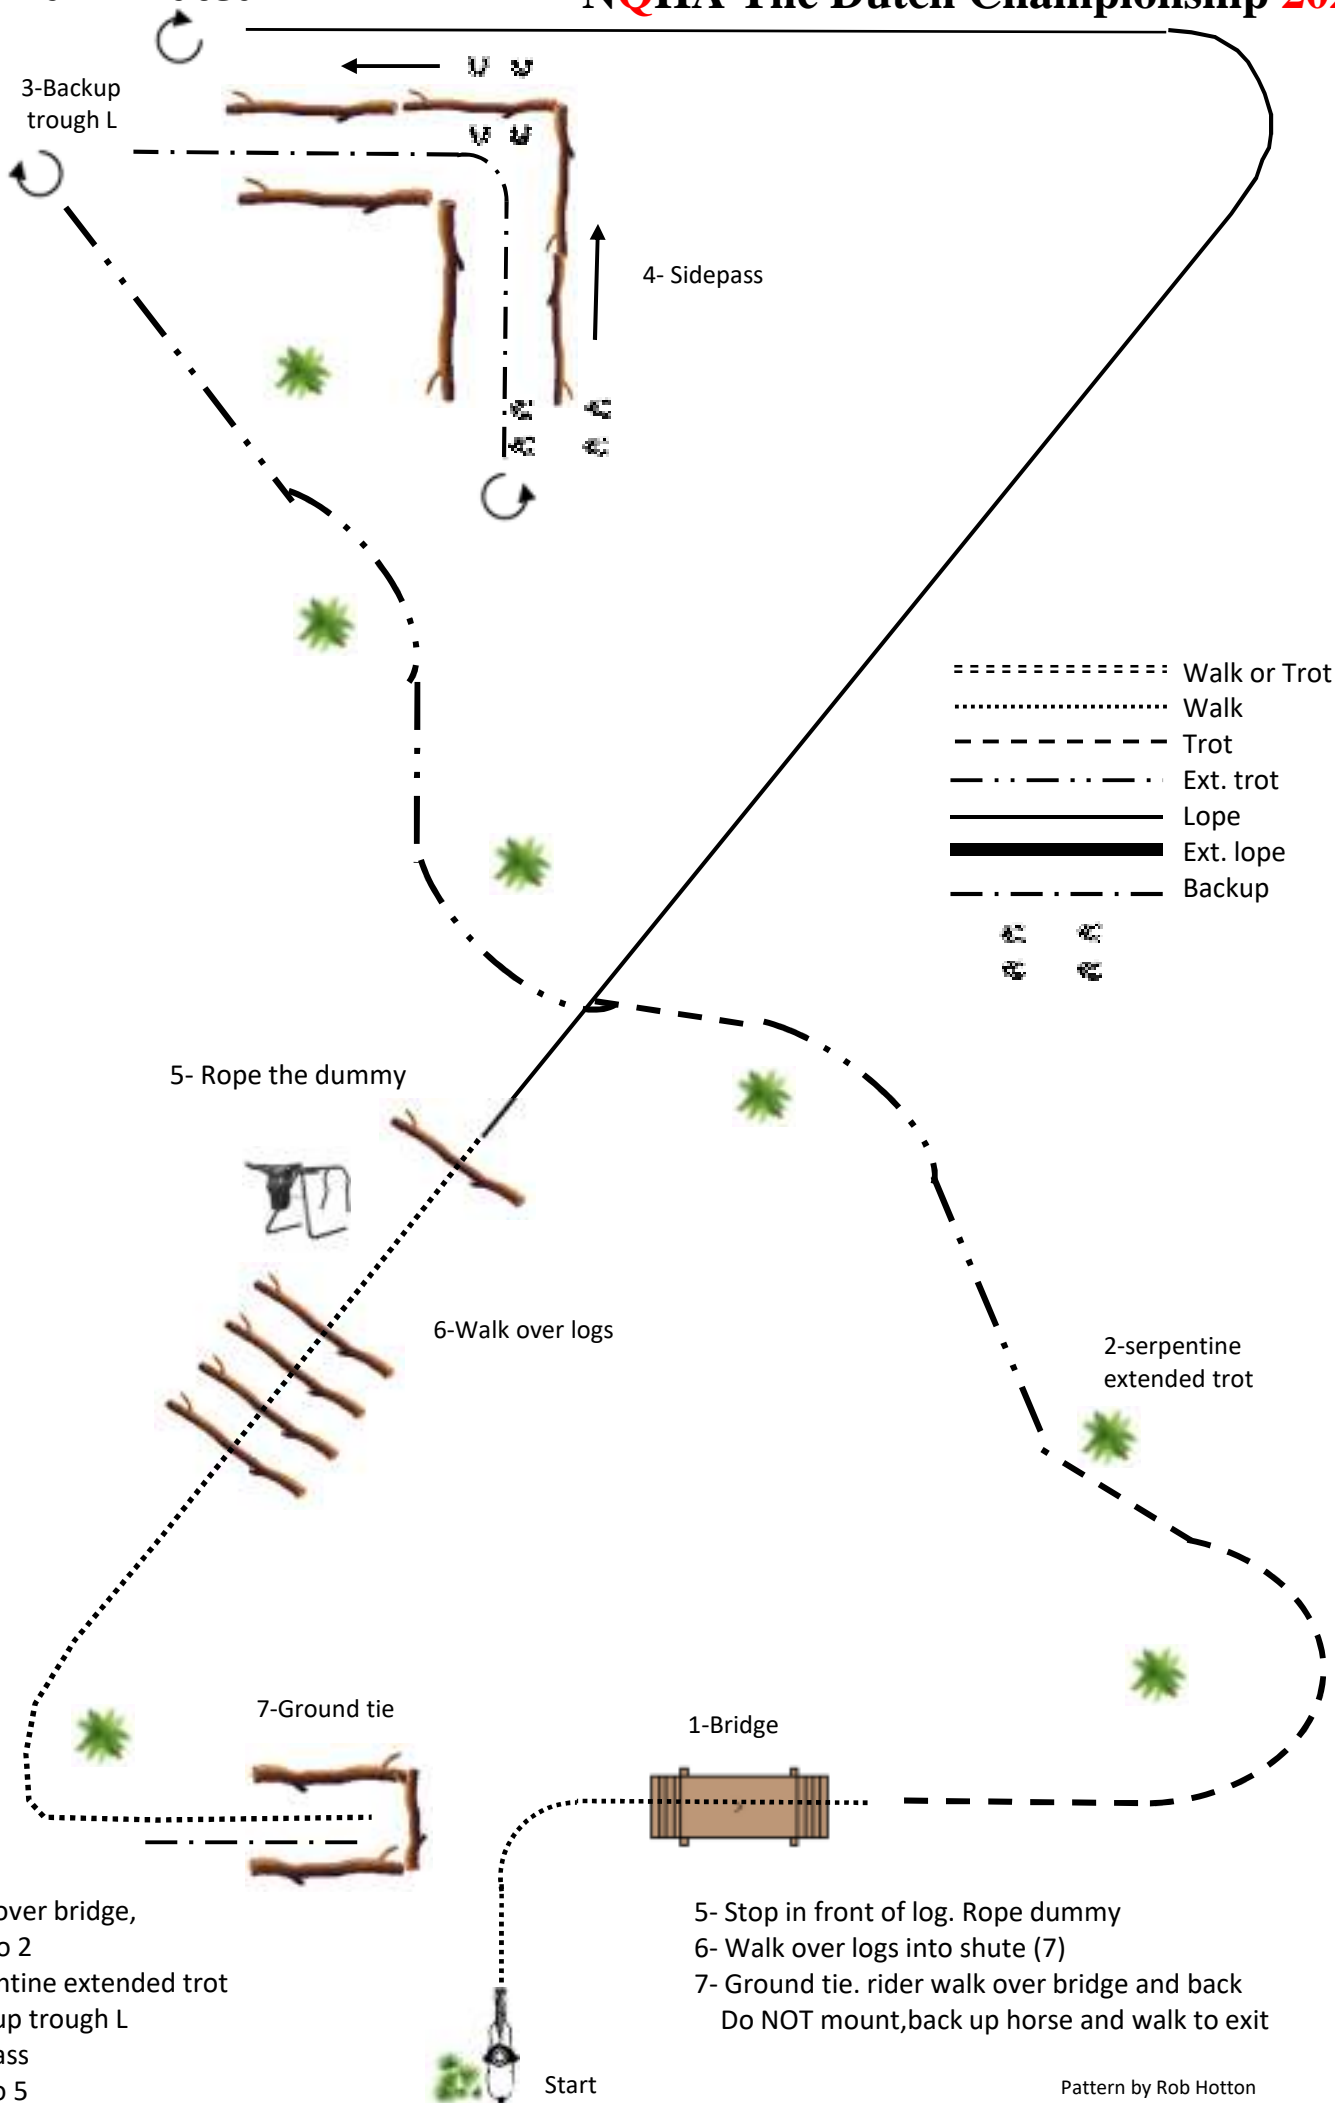 The Dutch Championship
3-Backup
trough L
4- Sidepass
Walk or Trot
Walk
Trot
Ext. trot
Lope
Ext. lope
Backup
5- Rope the dummy
6-Walk over logs
2-serpentine
extended trot
7-Ground tie
1-Bridge
over bridge,
2
extended trot
up trough L
5
5- Stop in front of log. Rope dummy
6- Walk over logs into shute (7)
7- Ground tie. rider walk over bridge and back
Do NOT mount,back up horse and walk to exit
Start
Pattern by Rob Hotton